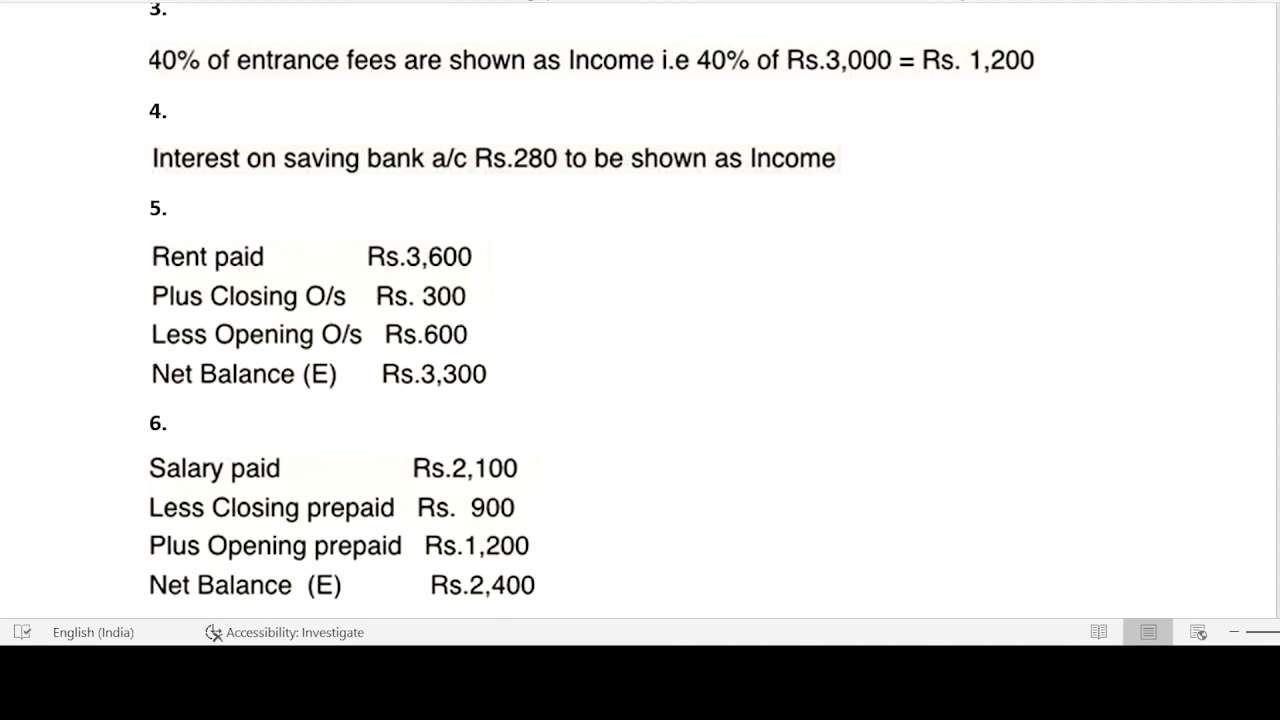 3.
40% of entrance fees are shown as Income i.e 40% of Rs.3,000 = Rs. 1,200
4.
Interest on saving bank a/c Rs.280 to be shown as Income
5.
Rent paid Rs.3,600
Plus Closing O/s Rs. 300
Less Opening O/s Rs.600
Net Balance (E) Rs.3,300
6.
Salary paid Rs.2,100
Less Closing prepaid Rs. 900
Plus Opening prepaid Rs.1,200
Net Balance (E) Rs.2,400
English (India) Accessibility: Investigate